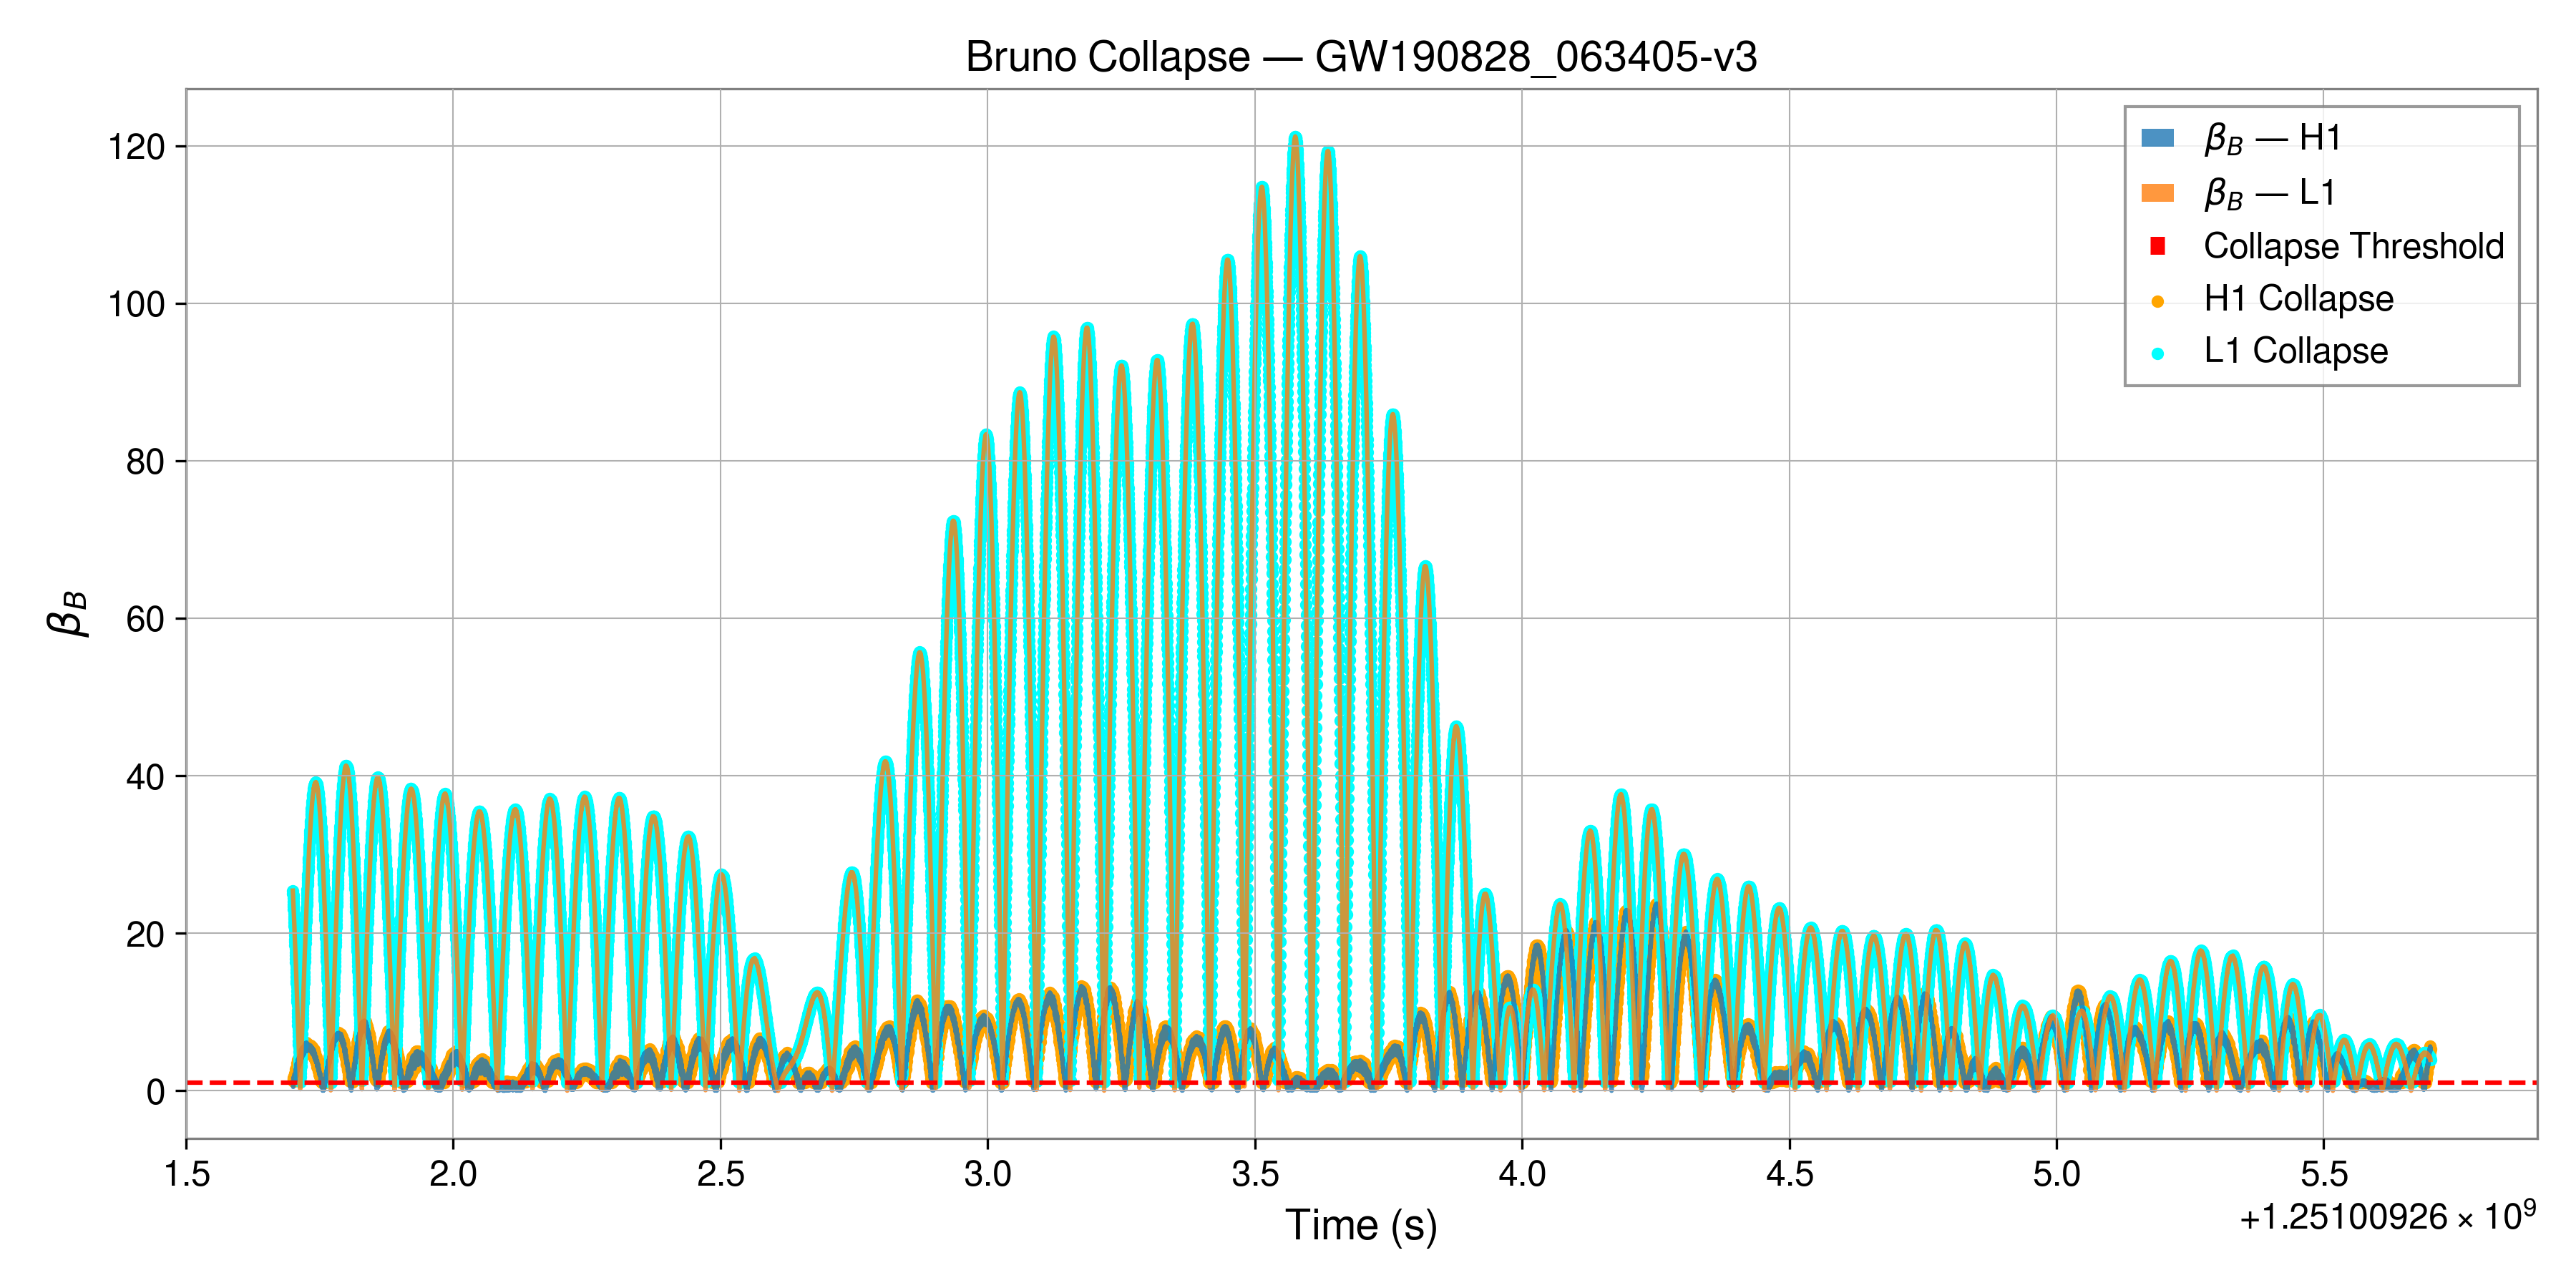 Bruno Collapse — GW190828_063405-v3
β_B — H1
β_B — L1
Collapse Threshold
H1 Collapse
L1 Collapse
120
100
80
60
40
20
0
β_B
1.5 2.0 2.5 3.0 3.5 4.0 4.5 5.0 5.5
+1.25100926 × 10⁹
Time (s)